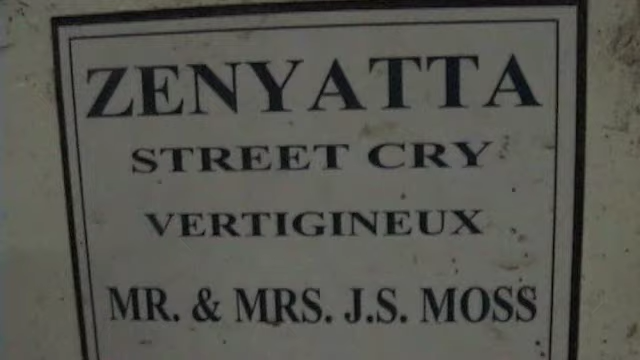 ZENYATTA
STREET CRY
VERTIGINEUX
MR. & MRS. J.S. MOSS